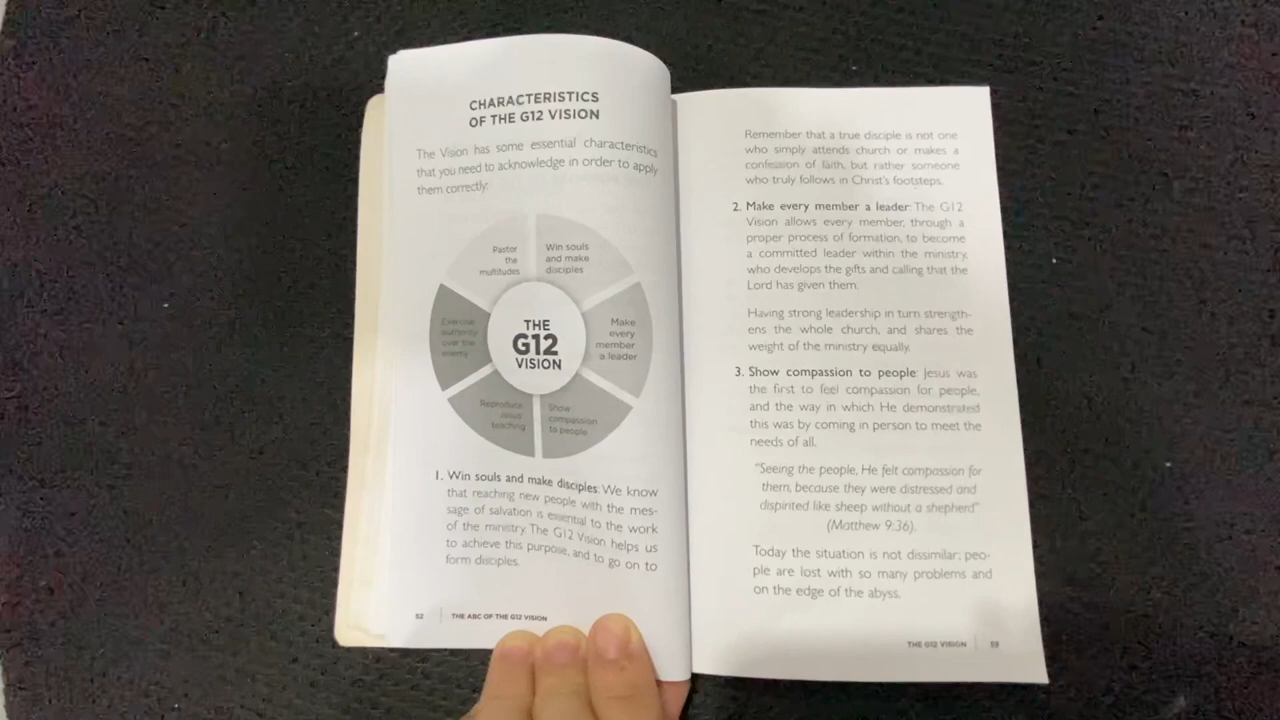 CHARACTERISTICS
OF THE G12 VISION
The Vision has some essential characteristics
that you need to acknowledge in order to apply
them correctly:
Pastor
the
multitudes
Win souls
and make
disciples
Exercise
authority
over the
enemy
THE
G12
VISION
Make
every
member
a leader
Reproduce
Jesus
teaching
Show
compassion
to people
1. Win souls and make disciples: We know
that reaching new people with the mes-
sage of salvation is essential to the work
of the ministry. The G12 Vision helps us
to achieve this purpose, and to go on to
form disciples.
52 THE ABC OF THE G12 VISION
Remember that a true disciple is not one
who simply attends church or makes a
confession of faith, but rather someone
who truly follows in Christ's footsteps.
2. Make every member a leader: The G12
Vision allows every member, through a
proper process of formation, to become
a committed leader within the ministry,
who develops the gifts and calling that the
Lord has given them.
Having strong leadership in turn strength-
ens the whole church, and shares the
weight of the ministry equally.
3. Show compassion to people: Jesus was
the first to feel compassion for people,
and the way in which He demonstrated
this was by coming in person to meet the
needs of all.
"Seeing the people, He felt compassion for
them, because they were distressed and
dispirited like sheep without a shepherd"
(Matthew 9:36).
Today the situation is not dissimilar; peo-
ple are lost with so many problems and
on the edge of the abyss.
THE G12 VISION 53